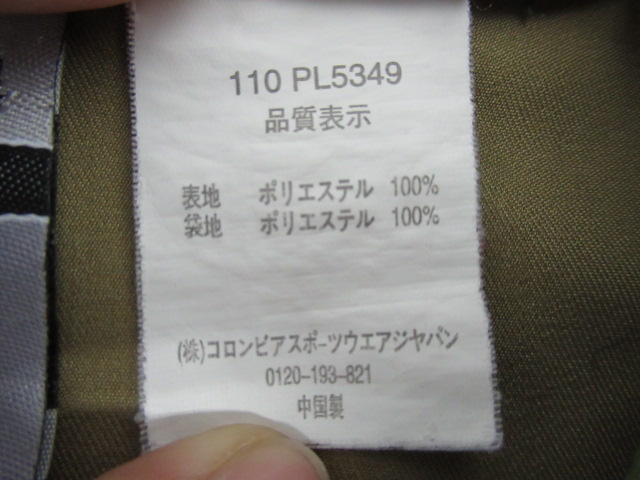 110 PL5349
品質表示
表地 ポリエステル 100%
袋地 ポリエステル 100%
(株)コロンビアスポーツウエアジャパン
0120-193-821
中国製